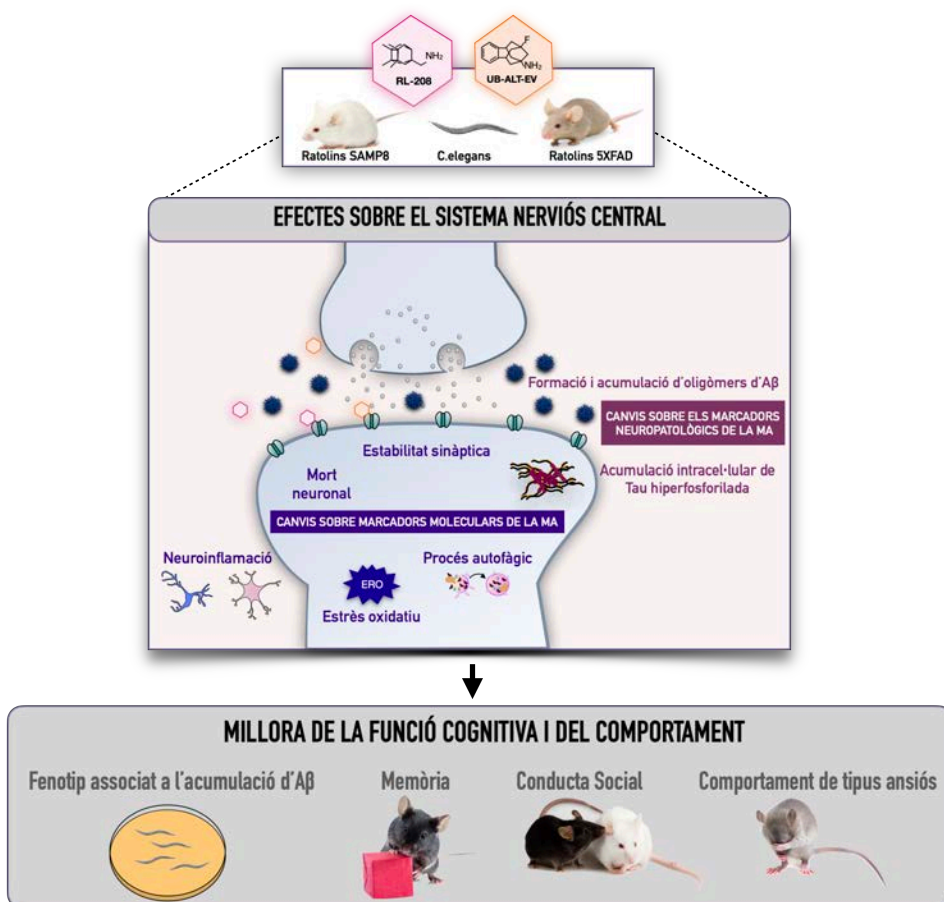 NH₂
RL-208
F
NH₂
UB-ALT-EV
Ratolins SAMP8
C.elegans
Ratolins 5XFAD
EFECTES SOBRE EL SISTEMA NERVIÓS CENTRAL
Formació i acumulació d'oligòmers d'Aβ
CANVIS SOBRE ELS MARCADORS
NEUROPATOLÒGICS DE LA MA
Acumulació intracel·lular de
Tau hiperfosforilada
Estabilitat sinàptica
Mort
neuronal
CANVIS SOBRE MARCADORS MOLECULARS DE LA MA
Neuroinflamació
Procés autofàgic
ERO
Estrès oxidatiu
MILLORA DE LA FUNCIÓ COGNITIVA I DEL COMPORTAMENT
Fenotip associat a l'acumulació d'Aβ
Memòria
Conducta Social
Comportament de tipus ansiós